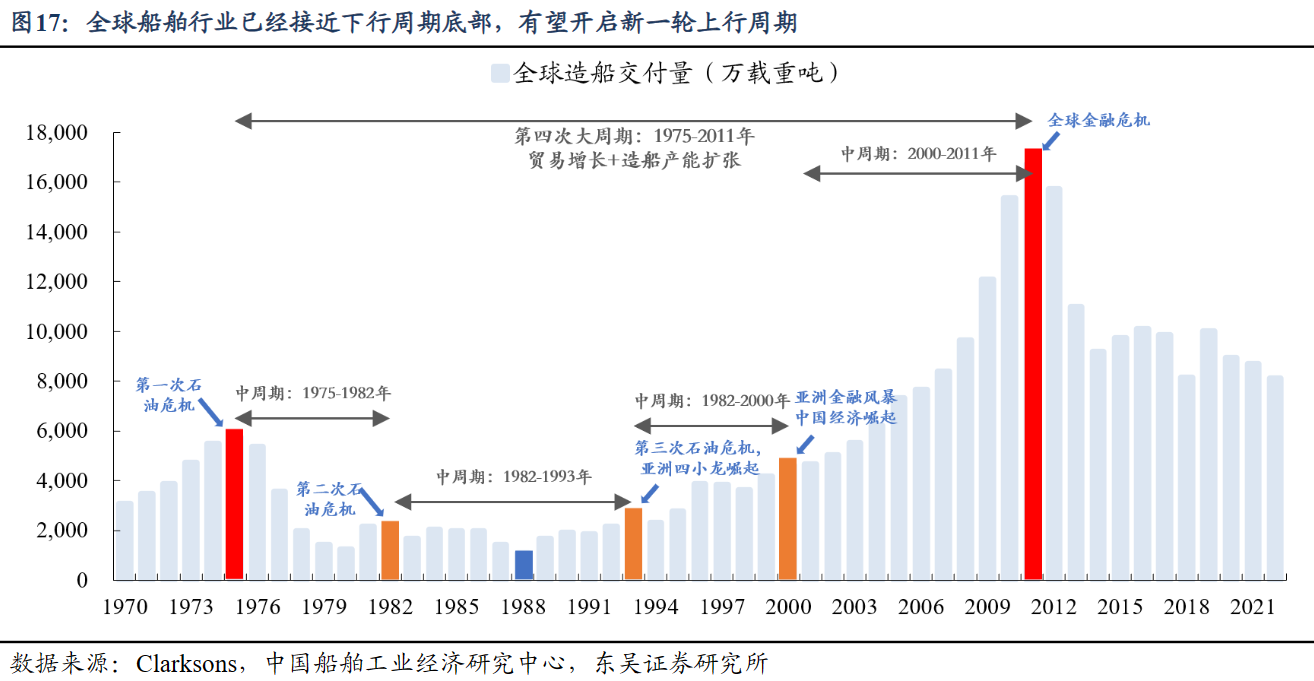 图17：全球船舶行业已经接近下行周期底部，有望开启新一轮上行周期
全球造船交付量（万载重吨）
18,000
16,000
14,000
12,000
10,000
8,000
6,000
4,000
2,000
0
第四次大周期：1975-2011年
贸易增长+造船产能扩张
全球金融危机
中周期：2000-2011年
第一次石
油危机
中周期：1975-1982年
第二次石
油危机
中周期：1982-1993年
中周期：1982-2000年
第三次石油危机，
亚洲四小龙崛起
亚洲金融风暴
中国经济崛起
1970 1973 1976 1979 1982 1985 1988 1991 1994 1997 2000 2003 2006 2009 2012 2015 2018 2021
数据来源：Clarksons，中国船舶工业经济研究中心，东吴证券研究所